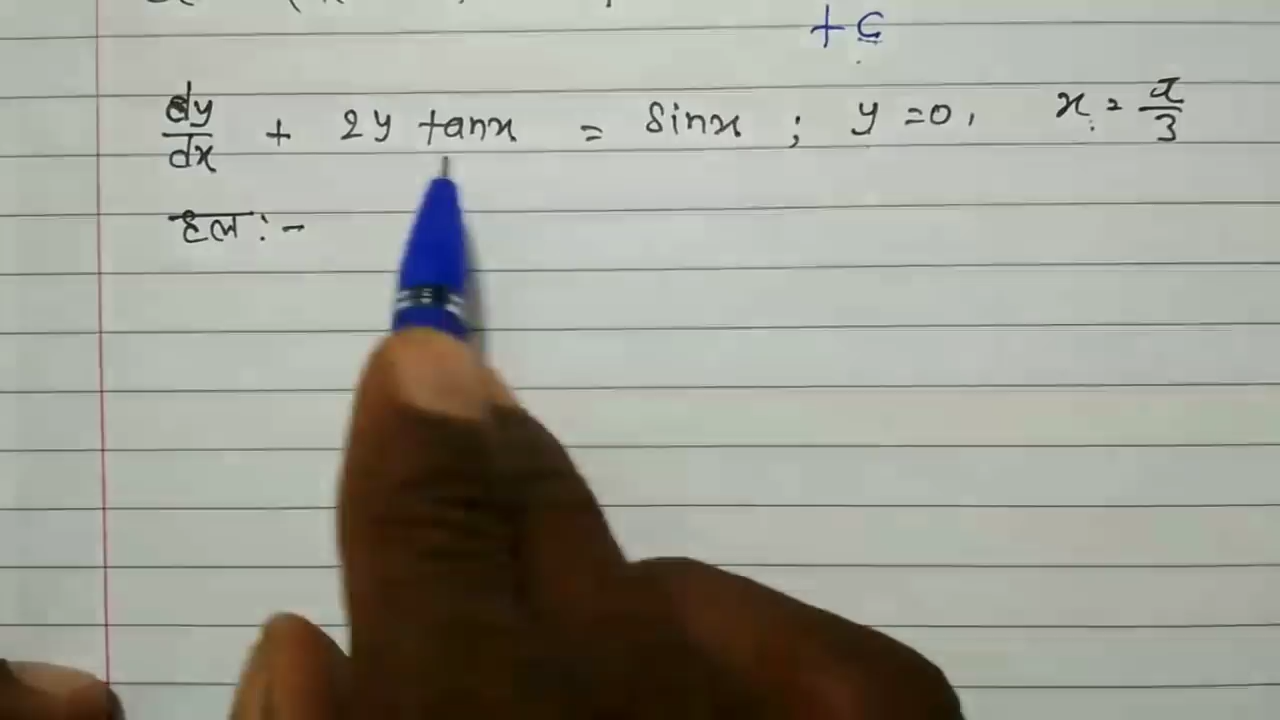 + c
dy/dx + 2y tanx = Sinx ; y = 0, x = π/3
हल :-